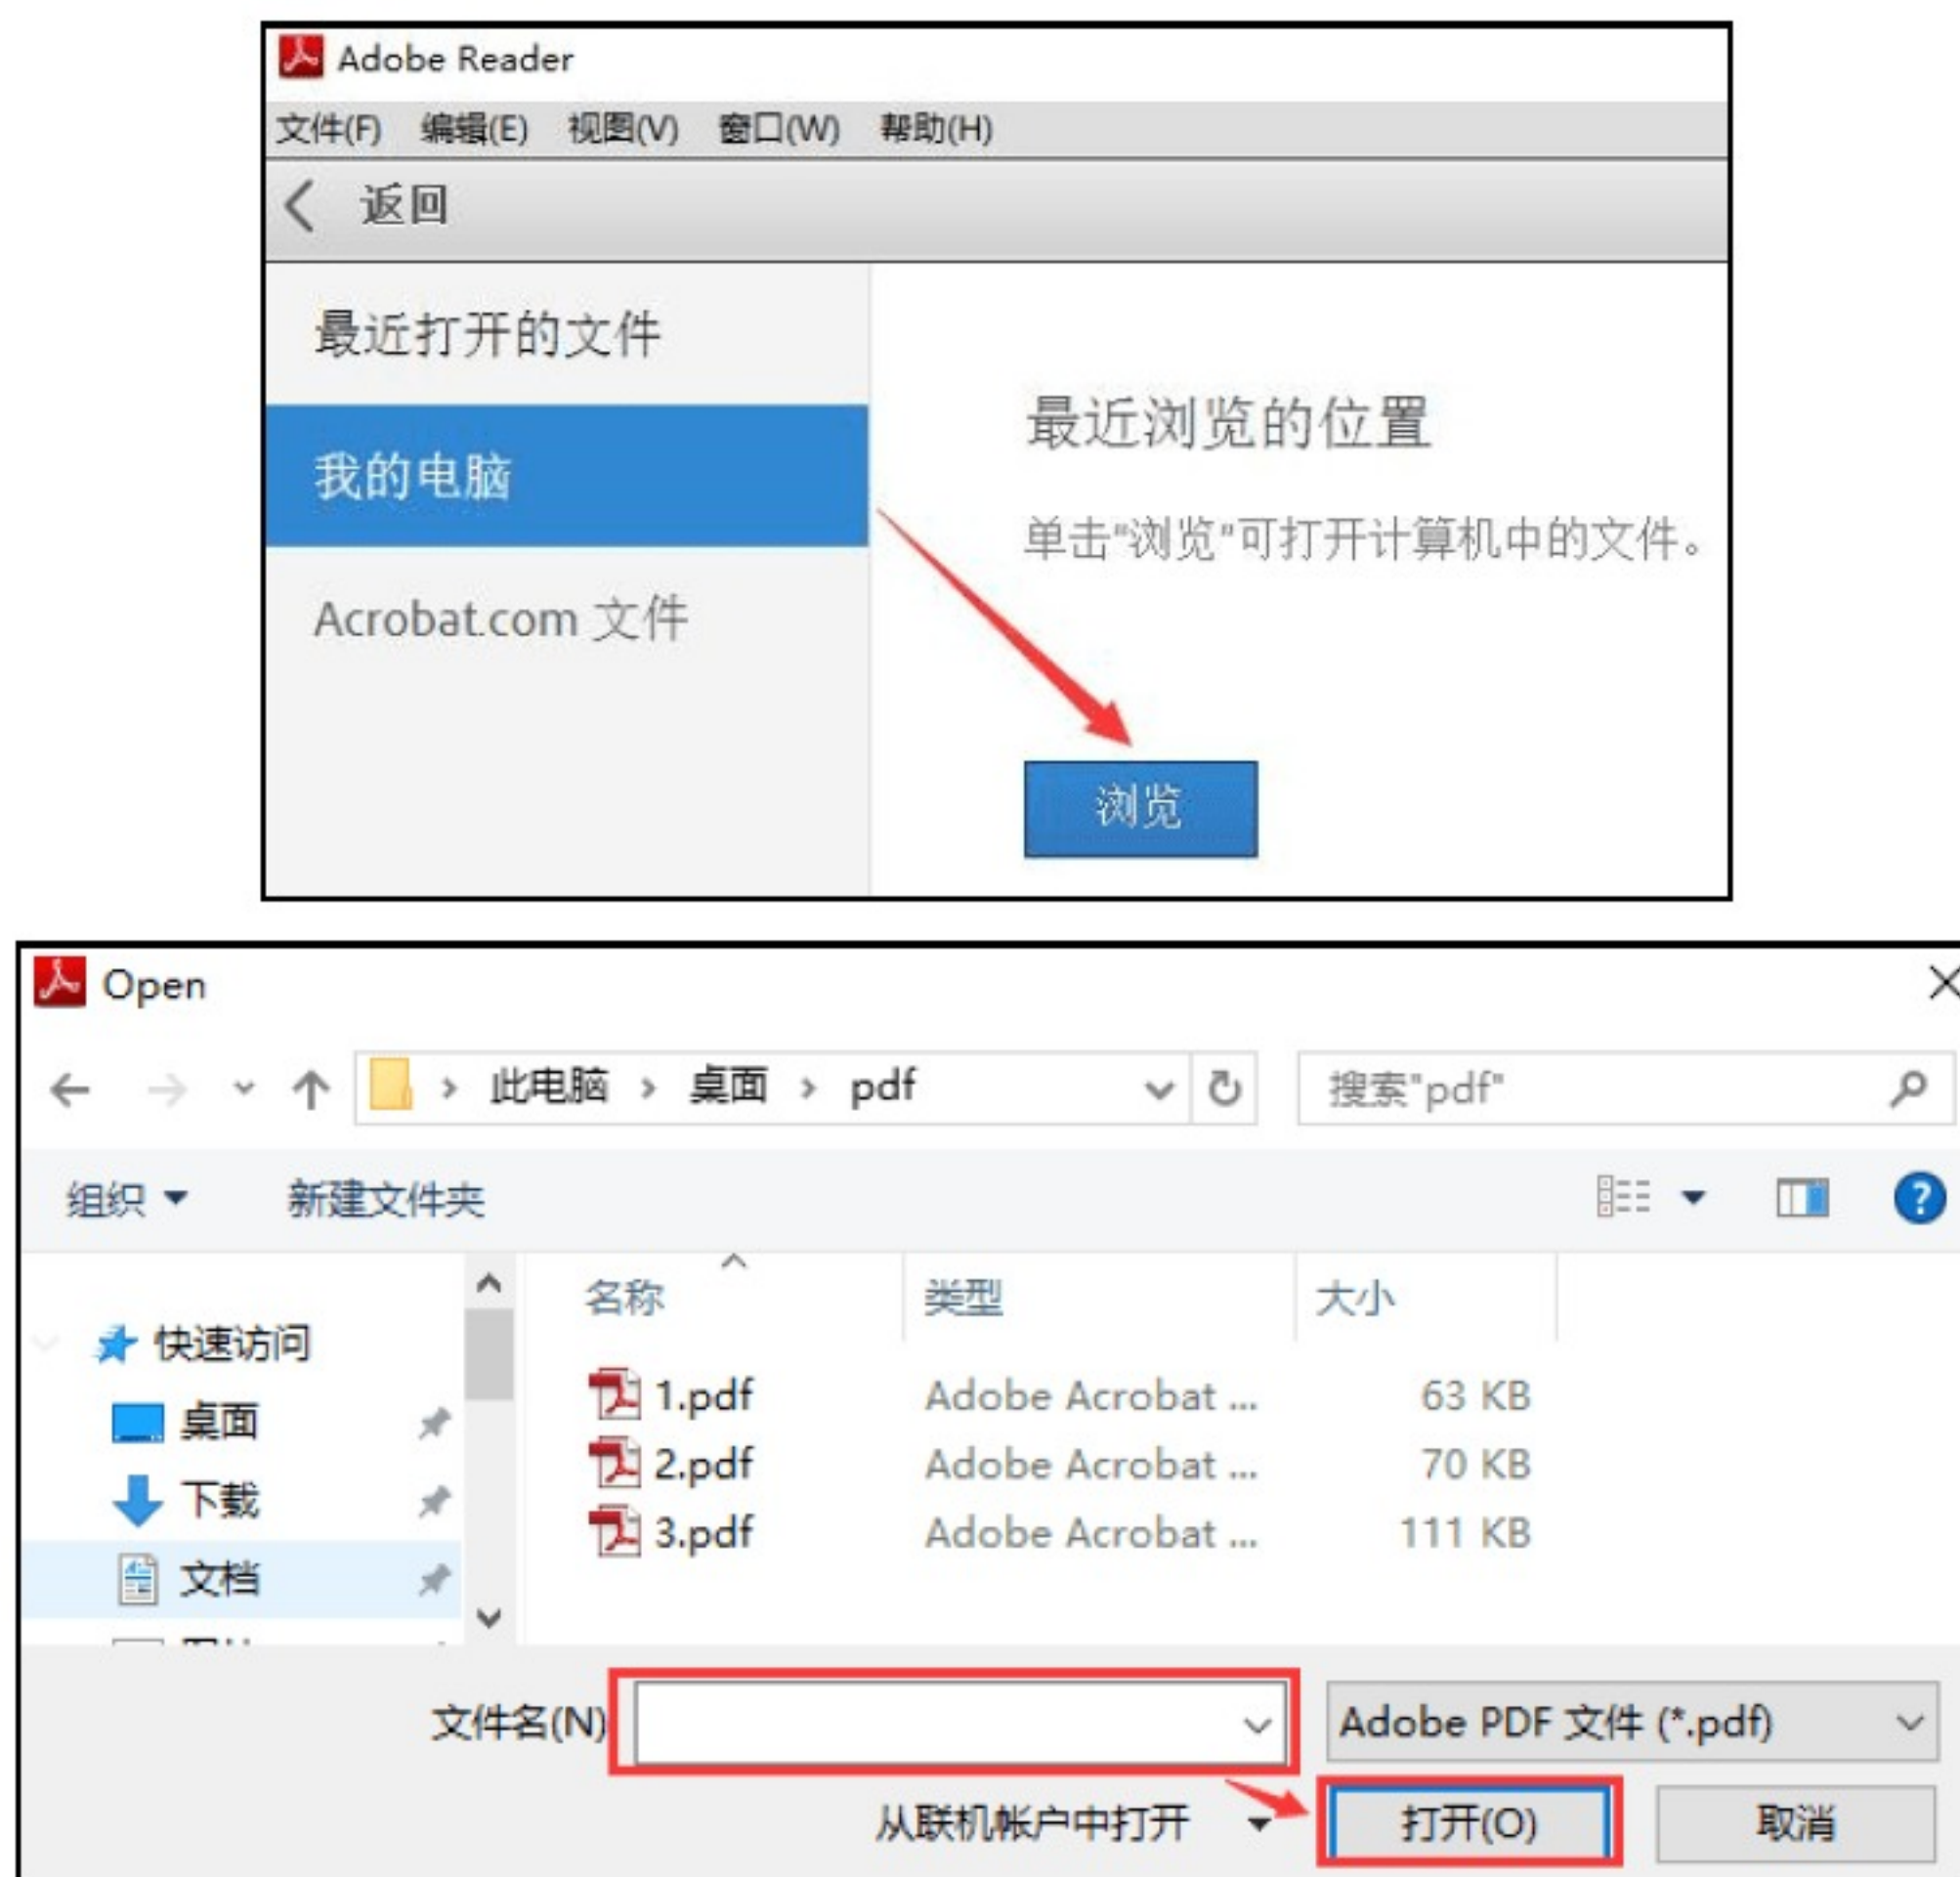 Adobe Reader
文件(F) 编辑(E) 视图(V) 窗口(W) 帮助(H)
返回
最近打开的文件
我的电脑
Acrobat.com 文件
最近浏览的位置
单击"浏览"可打开计算机中的文件。
浏览
Open
此电脑 › 桌面 › pdf
搜索"pdf"
组织 新建文件夹
名称 类型 大小
快速访问
桌面
下载
文档
1.pdf Adobe Acrobat ... 63 KB
2.pdf Adobe Acrobat ... 70 KB
3.pdf Adobe Acrobat ... 111 KB
文件名(N)
Adobe PDF 文件 (*.pdf)
从联机帐户中打开
打开(O)
取消